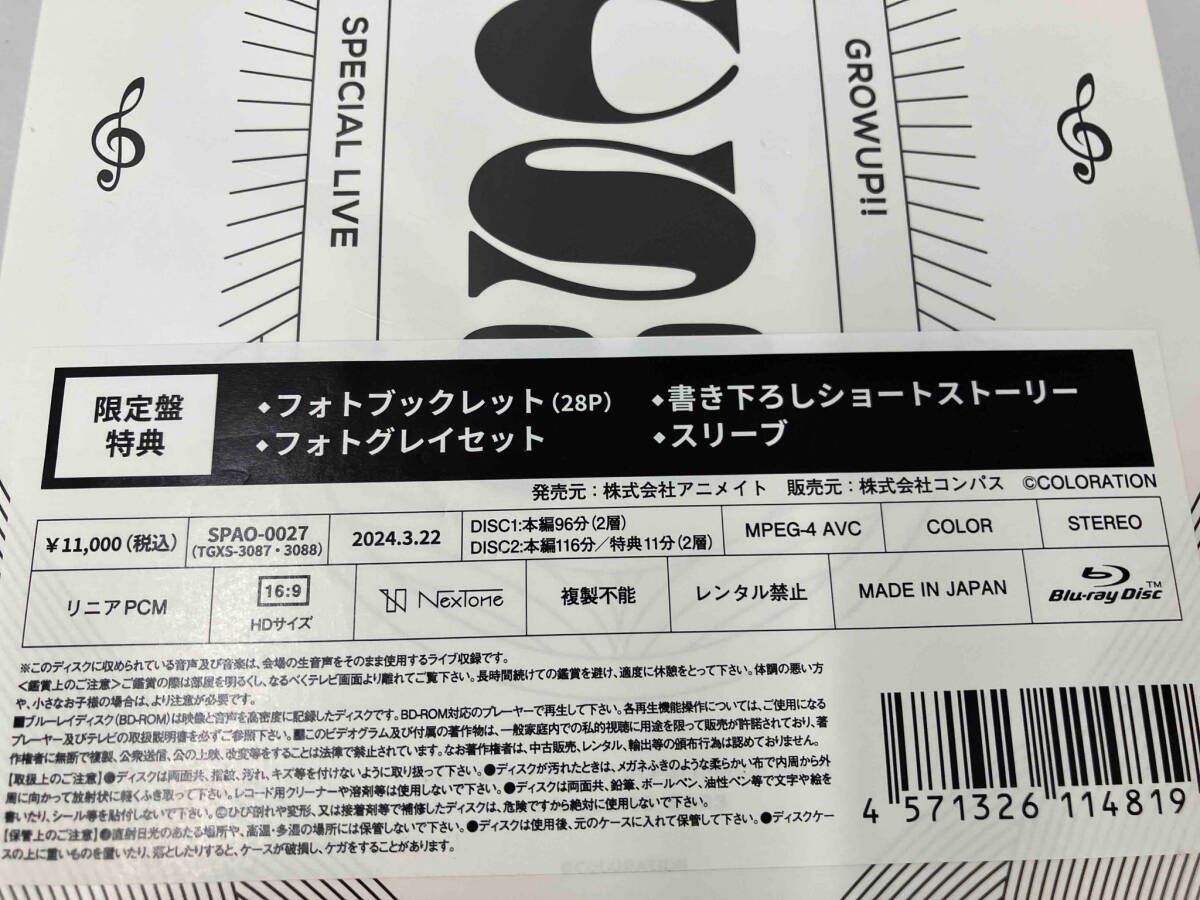 SPECIAL LIVE
GROWUP!!
限定盤
特典
◆フォトブックレット(28P)
◆書き下ろしショートストーリー
◆フォトグレイセット
◆スリーブ
発売元:株式会社アニメイト 販売元:株式会社コンパス ©COLORATION
¥11,000(税込)
SPAO-0027
(TGXS-3087・3088)
2024.3.22
DISC1:本編96分(2層)
DISC2:本編116分/特典11分(2層)
MPEG-4 AVC
COLOR
STEREO
リニアPCM
16:9
HDサイズ
NexTone
複製不能
レンタル禁止
MADE IN JAPAN
Blu-ray Disc™
※このディスクに収められている音声及び音楽は、会場の生音声をそのまま使用するライブ収録です。
<鑑賞上のご注意>ご鑑賞の際は部屋を明るくし、なるべくテレビ画面より離れてご覧下さい。長時間続けての鑑賞を避け、適度に休憩をとって下さい。体調の悪い方
や、小さなお子様の場合は、より注意が必要です。
■ブルーレイディスク(BD-ROM)は映像と音声を高密度に記録したディスクです。BD-ROM対応のプレーヤーで再生して下さい。各再生機能操作については、ご使用になる
プレーヤー及びテレビの取扱説明書を必ずご参照下さい。■このビデオグラム及び付属の著作物は、一般家庭内での私的視聴に用途を限って販売が許諾されており、著
作権者に無断で複製、公衆送信、公の上映、改変等をすることは法律で禁止されています。なお著作権者は、中古販売、レンタル、輸出等の頒布行為は認めておりません。
【取扱上のご注意】●ディスクは両面共、指紋、汚れ、キズ等を付けないように取り扱って下さい。●ディスクが汚れたときは、メガネふきのような柔らかい布で内周から外
周に向かって放射状に軽くふき取って下さい。レコード用クリーナーや溶剤等は使用しないで下さい。●ディスクは両面共、鉛筆、ボールペン、油性ペン等で文字や絵を
書いたり、シール等を貼付しないで下さい。●ひび割れや変形、又は接着剤等で補修したディスクは、危険ですから絶対に使用しないで下さい。
【保管上のご注意】●直射日光のあたる場所や、高温・多湿の場所には保管しないで下さい。●ディスクは使用後、元のケースに入れて保管して下さい。●ディスクケー
スの上に重いものを置いたり、落としたりすると、ケースが破損し、ケガをすることがあります。
4 571326 114819